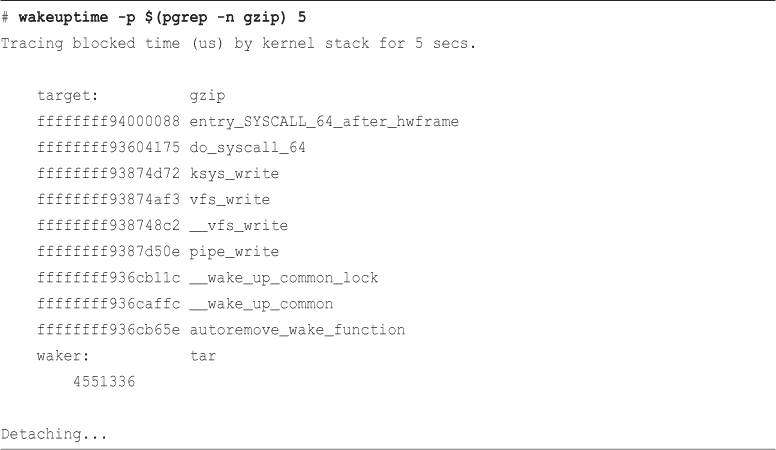 # wakeuptime -p $(pgrep -n gzip) 5
Tracing blocked time (us) by kernel stack for 5 secs.
target: gzip
ffffffff94000088 entry_SYSCALL_64_after_hwframe
ffffffff93604175 do_syscall_64
ffffffff93874d72 ksys_write
ffffffff93874af3 vfs_write
ffffffff938748c2 __vfs_write
ffffffff9387d50e pipe_write
ffffffff936cb11c __wake_up_common_lock
ffffffff936caffc __wake_up_common
ffffffff936cb65e autoremove_wake_function
waker: tar
4551336
Detaching...